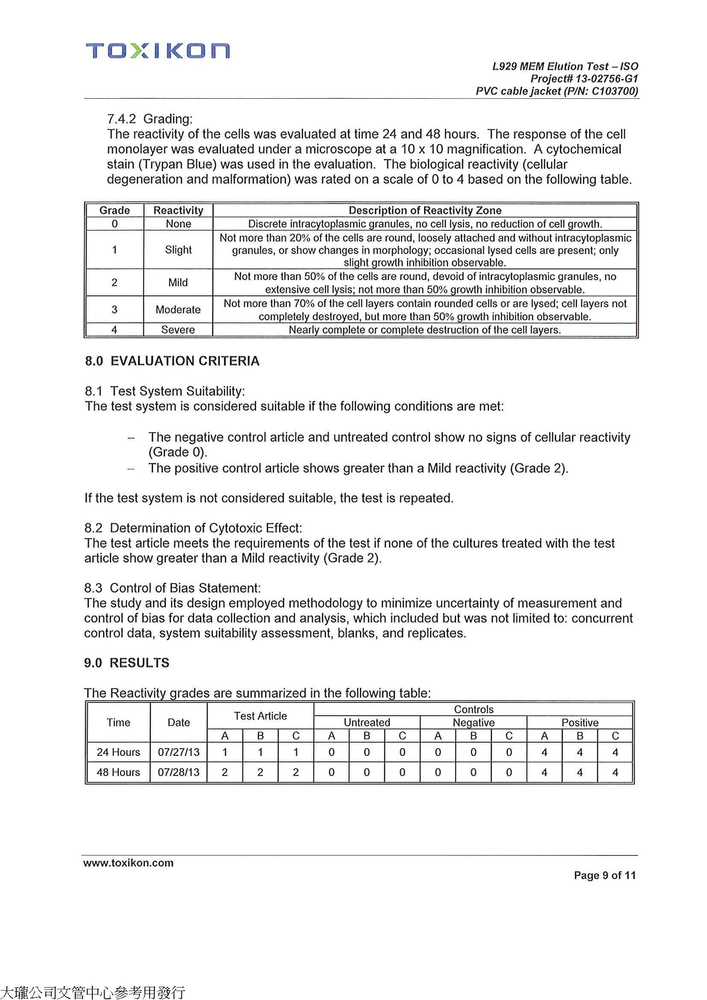 TOXIKON
L929 MEM Elution Test – ISO
Project# 13-02756-G1
PVC cable jacket (P/N: C103700)
7.4.2 Grading:
The reactivity of the cells was evaluated at time 24 and 48 hours. The response of the cell
monolayer was evaluated under a microscope at a 10 x 10 magnification. A cytochemical
stain (Trypan Blue) was used in the evaluation. The biological reactivity (cellular
degeneration and malformation) was rated on a scale of 0 to 4 based on the following table.
Grade Reactivity Description of Reactivity Zone
0 None Discrete intracytoplasmic granules, no cell lysis, no reduction of cell growth.
Not more than 20% of the cells are round, loosely attached and without intracytoplasmic
1 Slight granules, or show changes in morphology; occasional lysed cells are present; only
slight growth inhibition observable.
2 Mild Not more than 50% of the cells are round, devoid of intracytoplasmic granules, no
extensive cell lysis; not more than 50% growth inhibition observable.
3 Moderate Not more than 70% of the cell layers contain rounded cells or are lysed; cell layers not
completely destroyed, but more than 50% growth inhibition observable.
4 Severe Nearly complete or complete destruction of the cell layers.
8.0 EVALUATION CRITERIA
8.1 Test System Suitability:
The test system is considered suitable if the following conditions are met:
– The negative control article and untreated control show no signs of cellular reactivity
(Grade 0).
– The positive control article shows greater than a Mild reactivity (Grade 2).
If the test system is not considered suitable, the test is repeated.
8.2 Determination of Cytotoxic Effect:
The test article meets the requirements of the test if none of the cultures treated with the test
article show greater than a Mild reactivity (Grade 2).
8.3 Control of Bias Statement:
The study and its design employed methodology to minimize uncertainty of measurement and
control of bias for data collection and analysis, which included but was not limited to: concurrent
control data, system suitability assessment, blanks, and replicates.
9.0 RESULTS
The Reactivity grades are summarized in the following table:
Time Date Test Article Controls
Untreated Negative Positive
A B C A B C A B C A B C
24 Hours 07/27/13 1 1 1 0 0 0 0 0 0 4 4 4
48 Hours 07/28/13 2 2 2 0 0 0 0 0 0 4 4 4
www.toxikon.com
Page 9 of 11
大瓏公司文管中心參考用發行